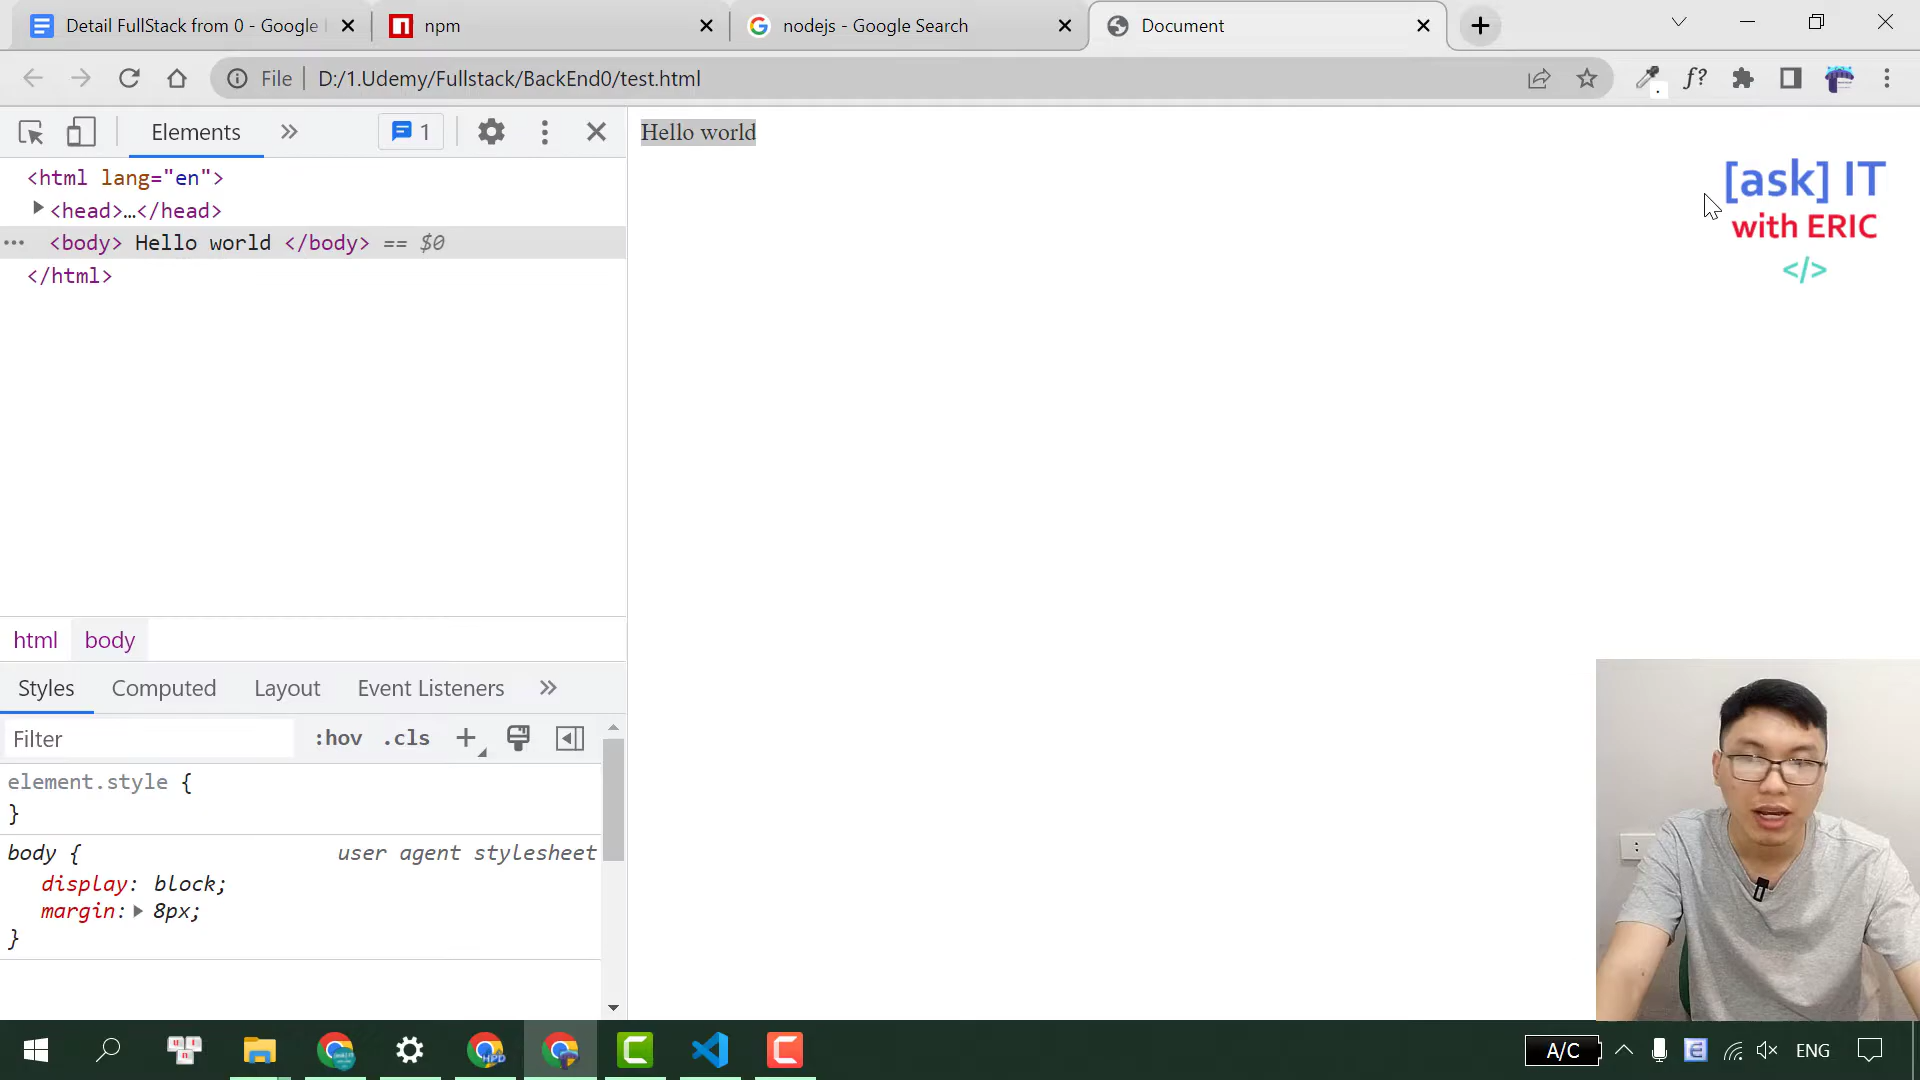 Detail FullStack from 0 - Google
npm
nodejs - Google Search
Document
File
D:/1.Udemy/Fullstack/BackEnd0/test.html
f?
Elements
1
Hello world
<html lang="en">
<head>…</head>
<body> Hello world </body> == $0
</html>
[ask] IT
with ERIC
</>
html
body
Styles
Computed
Layout
Event Listeners
Filter
:hov
.cls
element.style {
}
body {
user agent stylesheet
display: block;
margin: 8px;
}
HPD
A/C
ENG